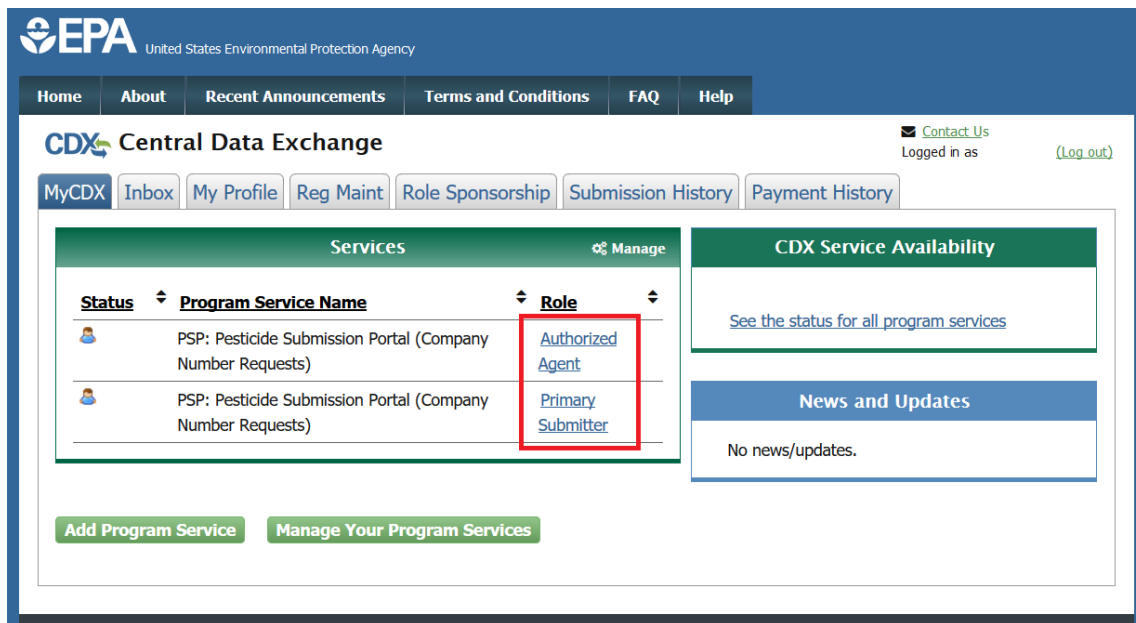 EPA United States Environmental Protection Agency
Home About Recent Announcements Terms and Conditions FAQ Help
CDX Central Data Exchange
Contact Us
Logged in as (Log out)
MyCDX Inbox My Profile Reg Maint Role Sponsorship Submission History Payment History
Services Manage
Status Program Service Name Role
PSP: Pesticide Submission Portal (Company
Number Requests)
Authorized
Agent
PSP: Pesticide Submission Portal (Company
Number Requests)
Primary
Submitter
CDX Service Availability
See the status for all program services
News and Updates
No news/updates.
Add Program Service Manage Your Program Services